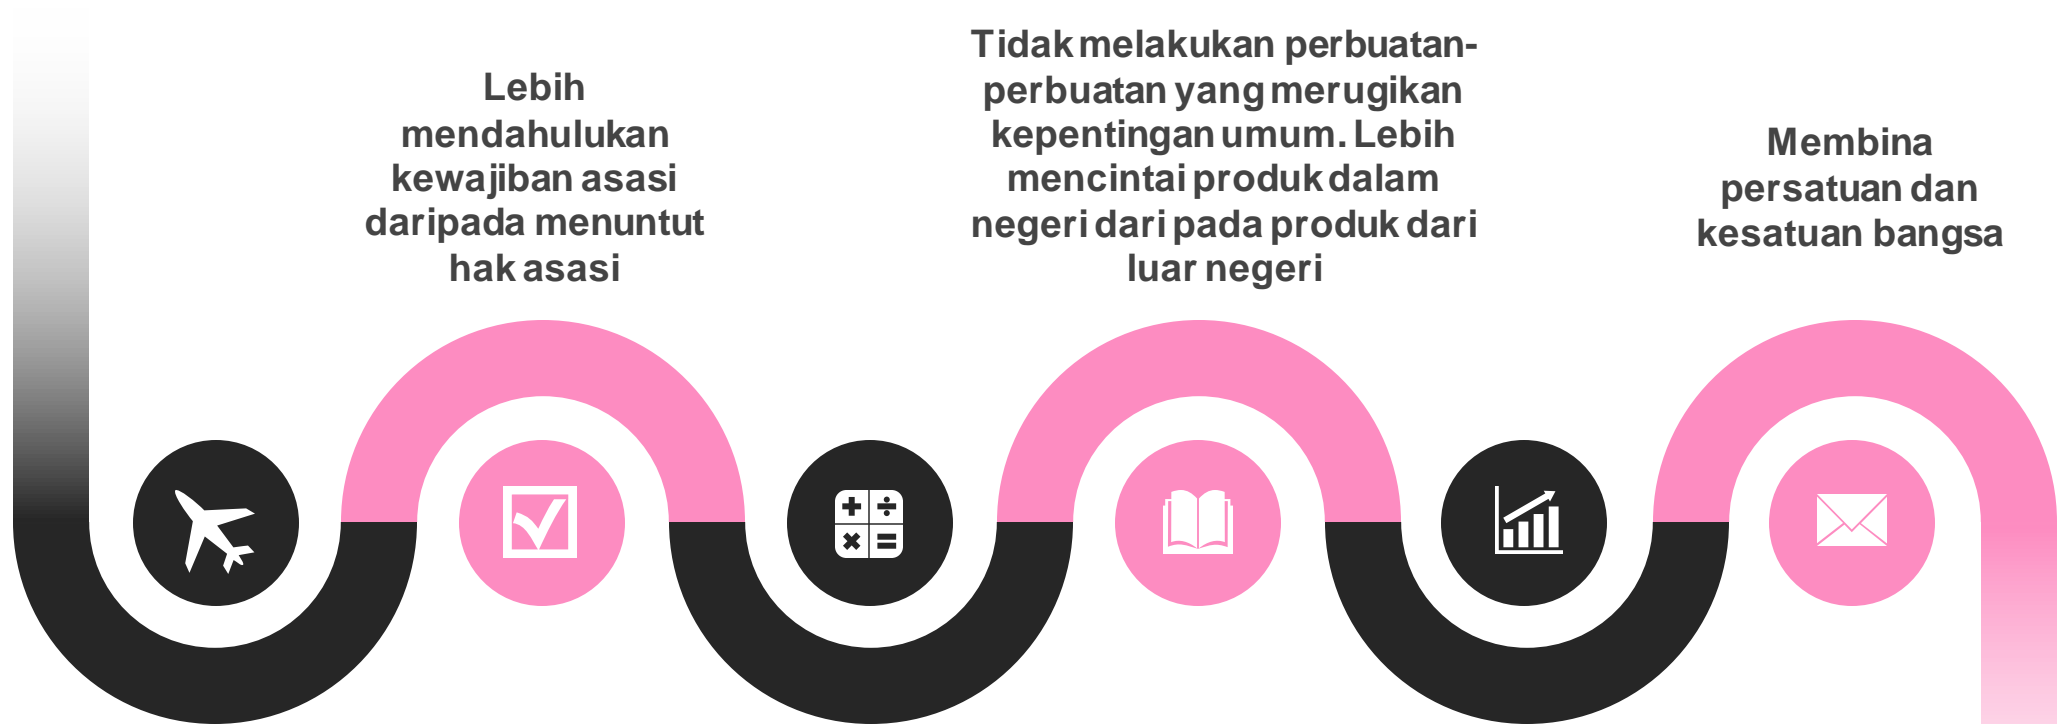 Lebih
mendahulukan
kewajiban asasi
daripada menuntut
hak asasi
Tidak melakukan perbuatan-
perbuatan yang merugikan
kepentingan umum. Lebih
mencintai produk dalam
negeri dari pada produk dari
luar negeri
Membina
persatuan dan
kesatuan bangsa